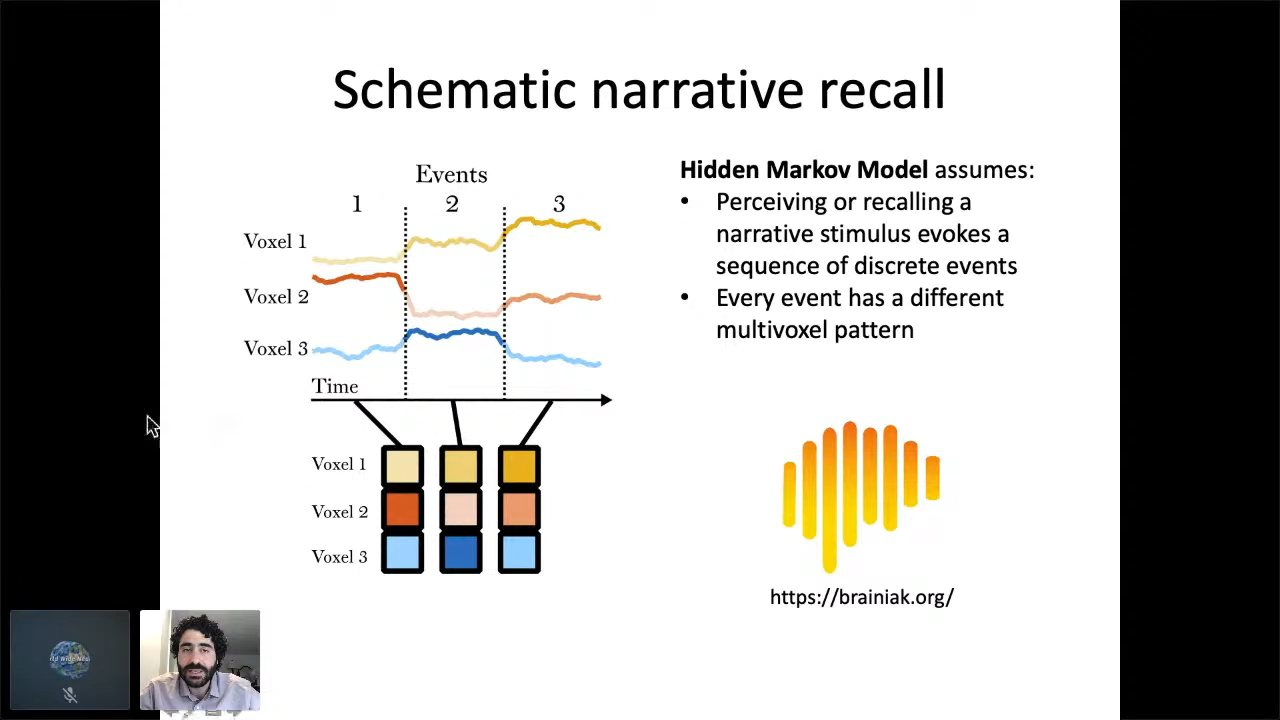 Schematic narrative recall
Events
1 2 3
Voxel 1
Voxel 2
Voxel 3
Time
Voxel 1
Voxel 2
Voxel 3
Hidden Markov Model assumes:
• Perceiving or recalling a
narrative stimulus evokes a
sequence of discrete events
• Every event has a different
multivoxel pattern
https://brainiak.org/